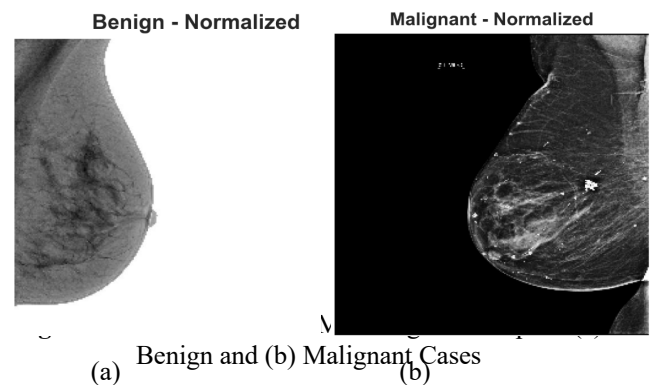 Benign - Normalized
Malignant - Normalized
Benign and (b) Malignant Cases
(a)
(b)